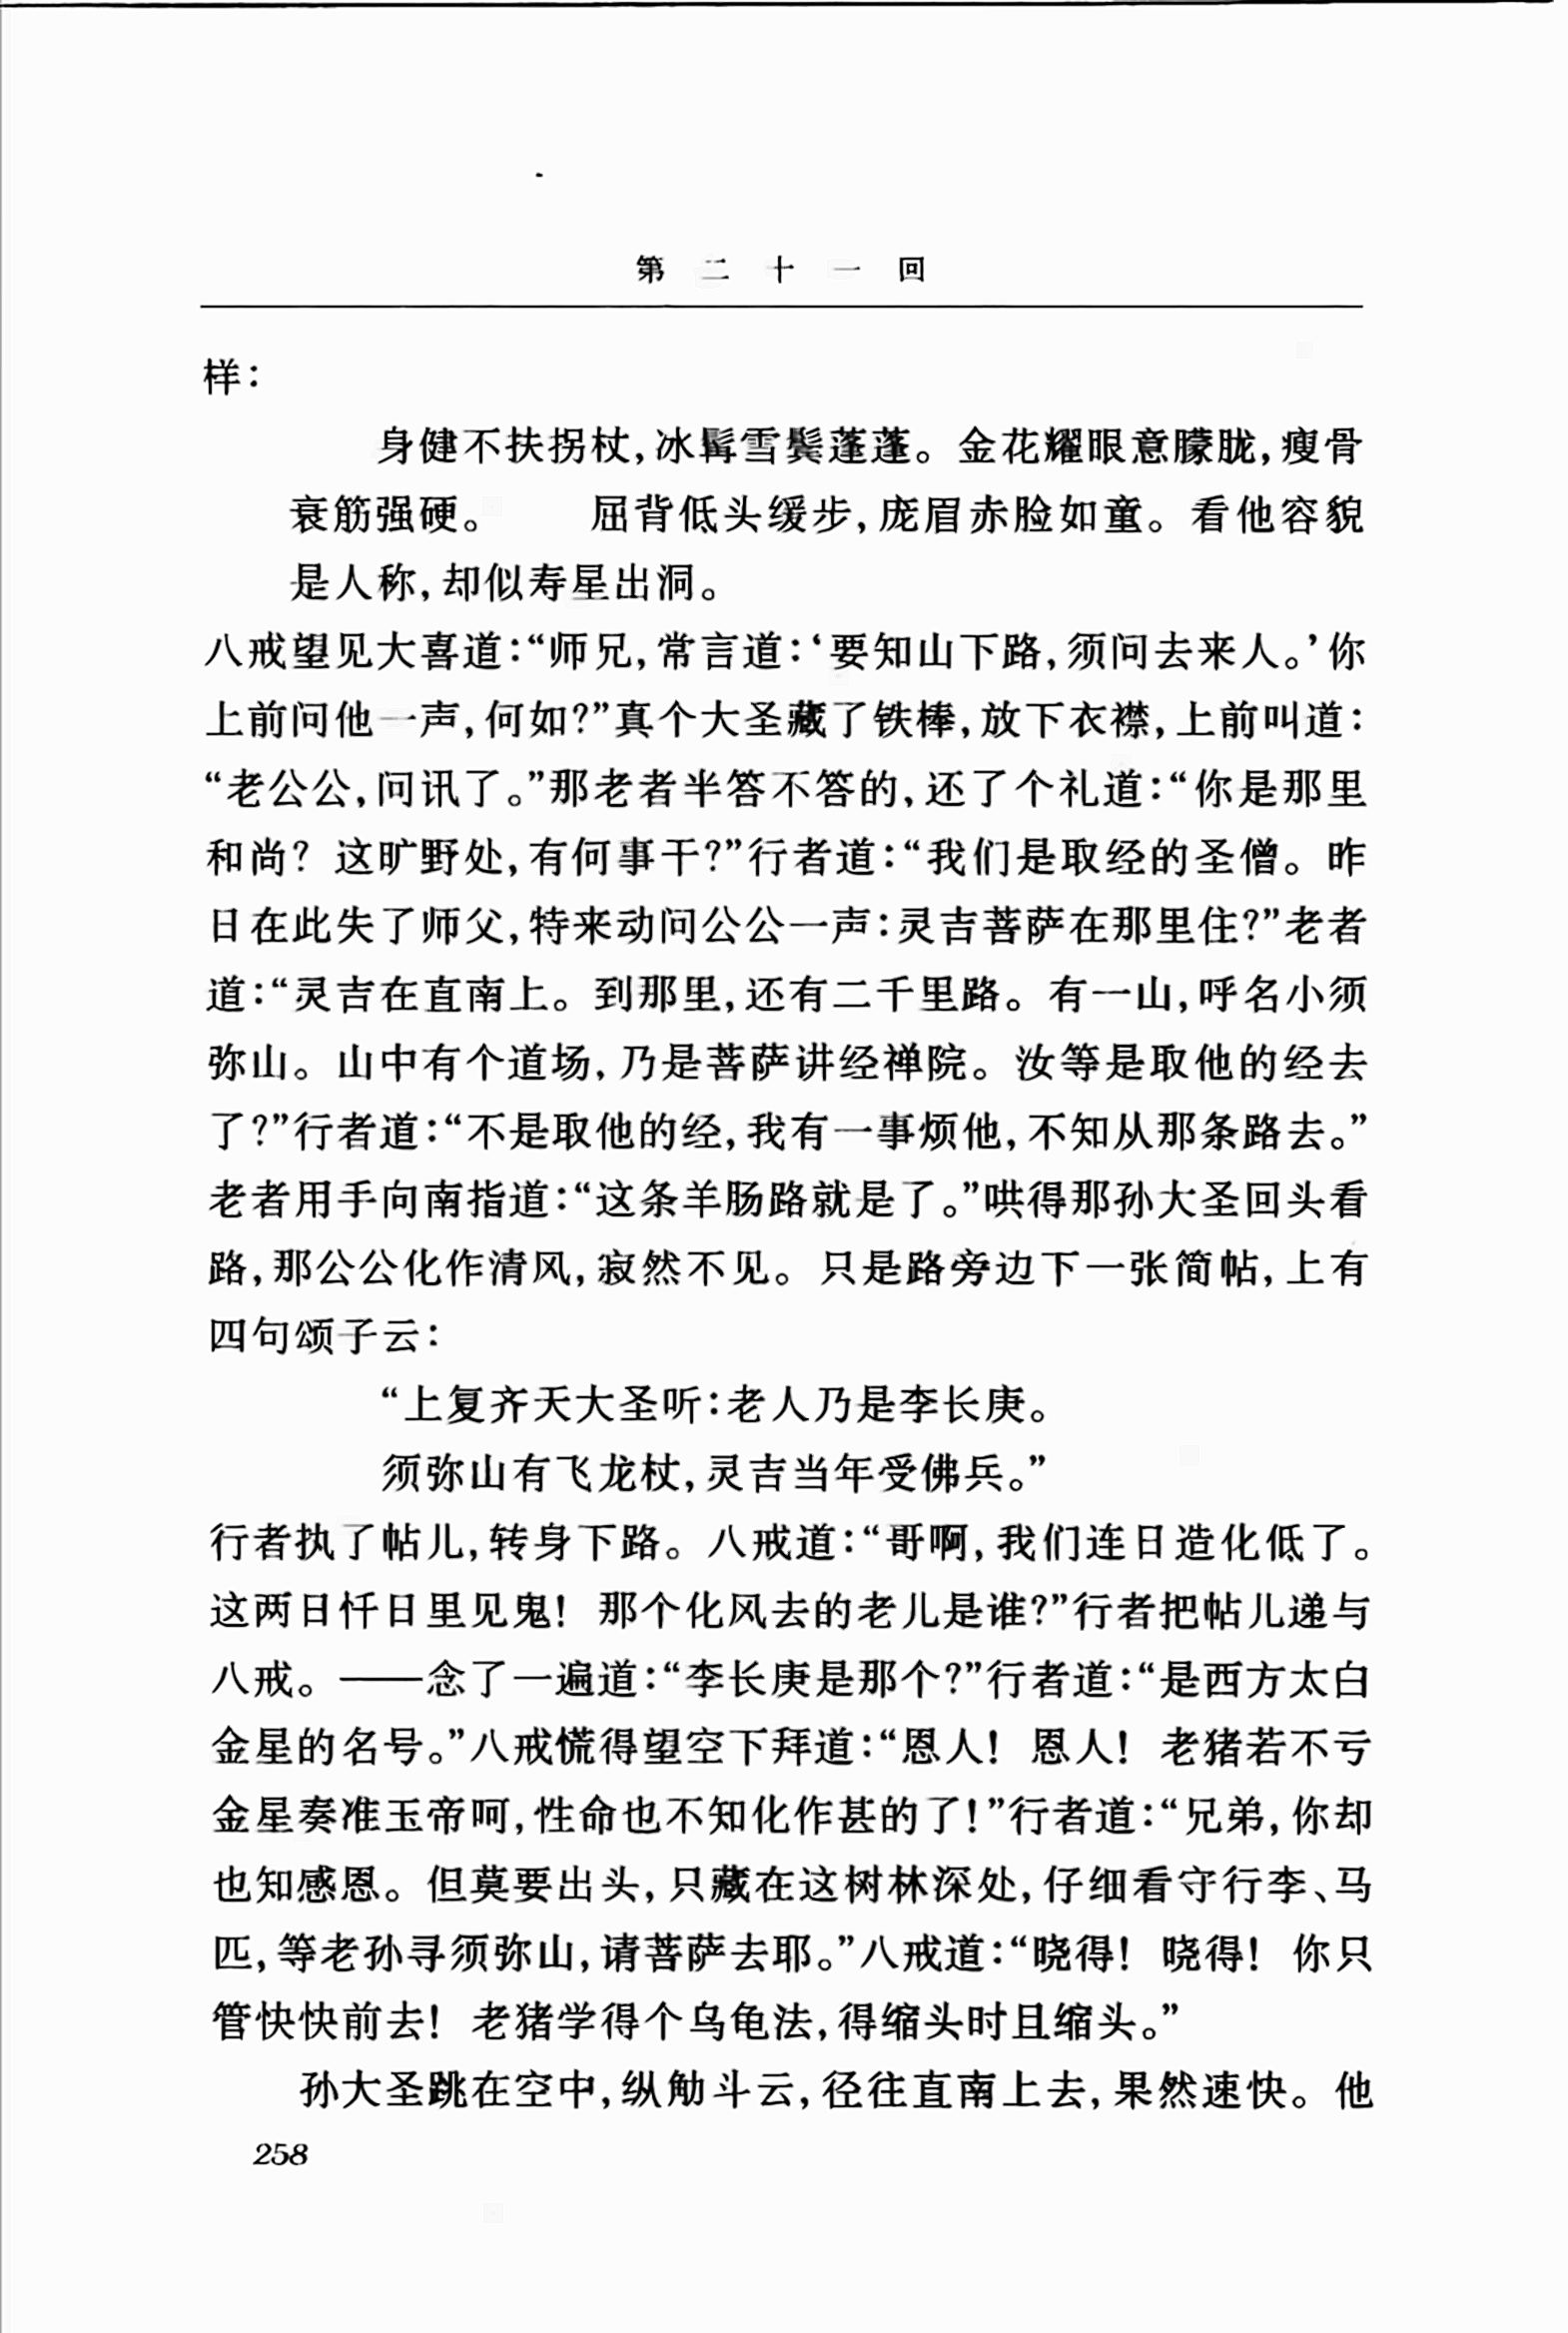 第二十一回
样：
身健不扶拐杖，冰髯雪鬓蓬蓬。金花耀眼意朦胧，瘦骨
衰筋强硬。　　屈背低头缓步，庞眉赤脸如童。看他容貌
是人称，却似寿星出洞。
八戒望见大喜道：“师兄，常言道：‘要知山下路，须问去来人。’你
上前问他一声，何如？”真个大圣藏了铁棒，放下衣襟，上前叫道：
“老公公，问讯了。”那老者半答不答的，还了个礼道：“你是那里
和尚？这旷野处，有何事干？”行者道：“我们是取经的圣僧。昨
日在此失了师父，特来动问公公一声：灵吉菩萨在那里住？”老者
道：“灵吉在直南上。到那里，还有二千里路。有一山，呼名小须
弥山。山中有个道场，乃是菩萨讲经禅院。汝等是取他的经去
了？”行者道：“不是取他的经，我有一事烦他，不知从那条路去。”
老者用手向南指道：“这条羊肠路就是了。”哄得那孙大圣回头看
路，那公公化作清风，寂然不见。只是路旁边下一张简帖，上有
四句颂子云：
“上复齐天大圣听：老人乃是李长庚。
须弥山有飞龙杖，灵吉当年受佛兵。”
行者执了帖儿，转身下路。八戒道：“哥啊，我们连日造化低了。
这两日忏日里见鬼！那个化风去的老儿是谁？”行者把帖儿递与
八戒。——念了一遍道：“李长庚是那个？”行者道：“是西方太白
金星的名号。”八戒慌得望空下拜道：“恩人！恩人！老猪若不亏
金星奏准玉帝呵，性命也不知化作甚的了！”行者道：“兄弟，你却
也知感恩。但莫要出头，只藏在这树林深处，仔细看守行李、马
匹，等老孙寻须弥山，请菩萨去耶。”八戒道：“晓得！晓得！你只
管快快前去！老猪学得个乌龟法，得缩头时且缩头。”
孙大圣跳在空中，纵觔斗云，径往直南上去，果然速快。他
258